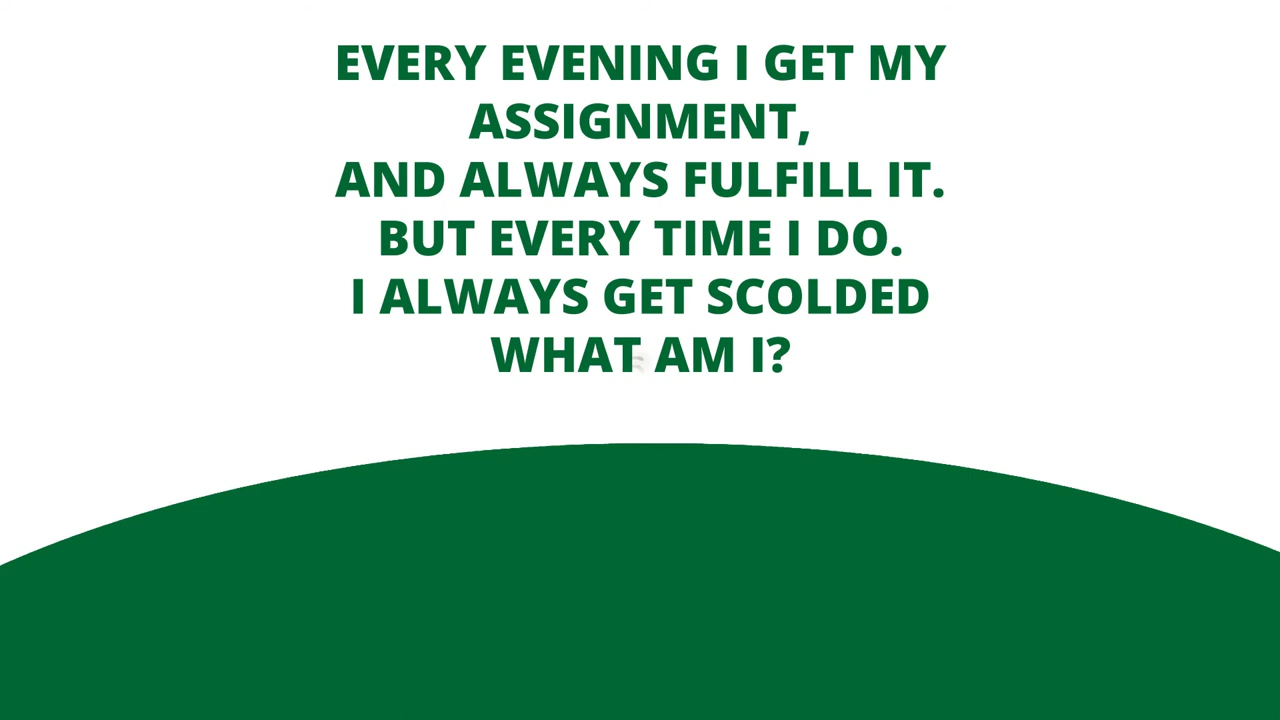 EVERY EVENING I GET MY
ASSIGNMENT,
AND ALWAYS FULFILL IT.
BUT EVERY TIME I DO.
I ALWAYS GET SCOLDED
WHAT AM I?